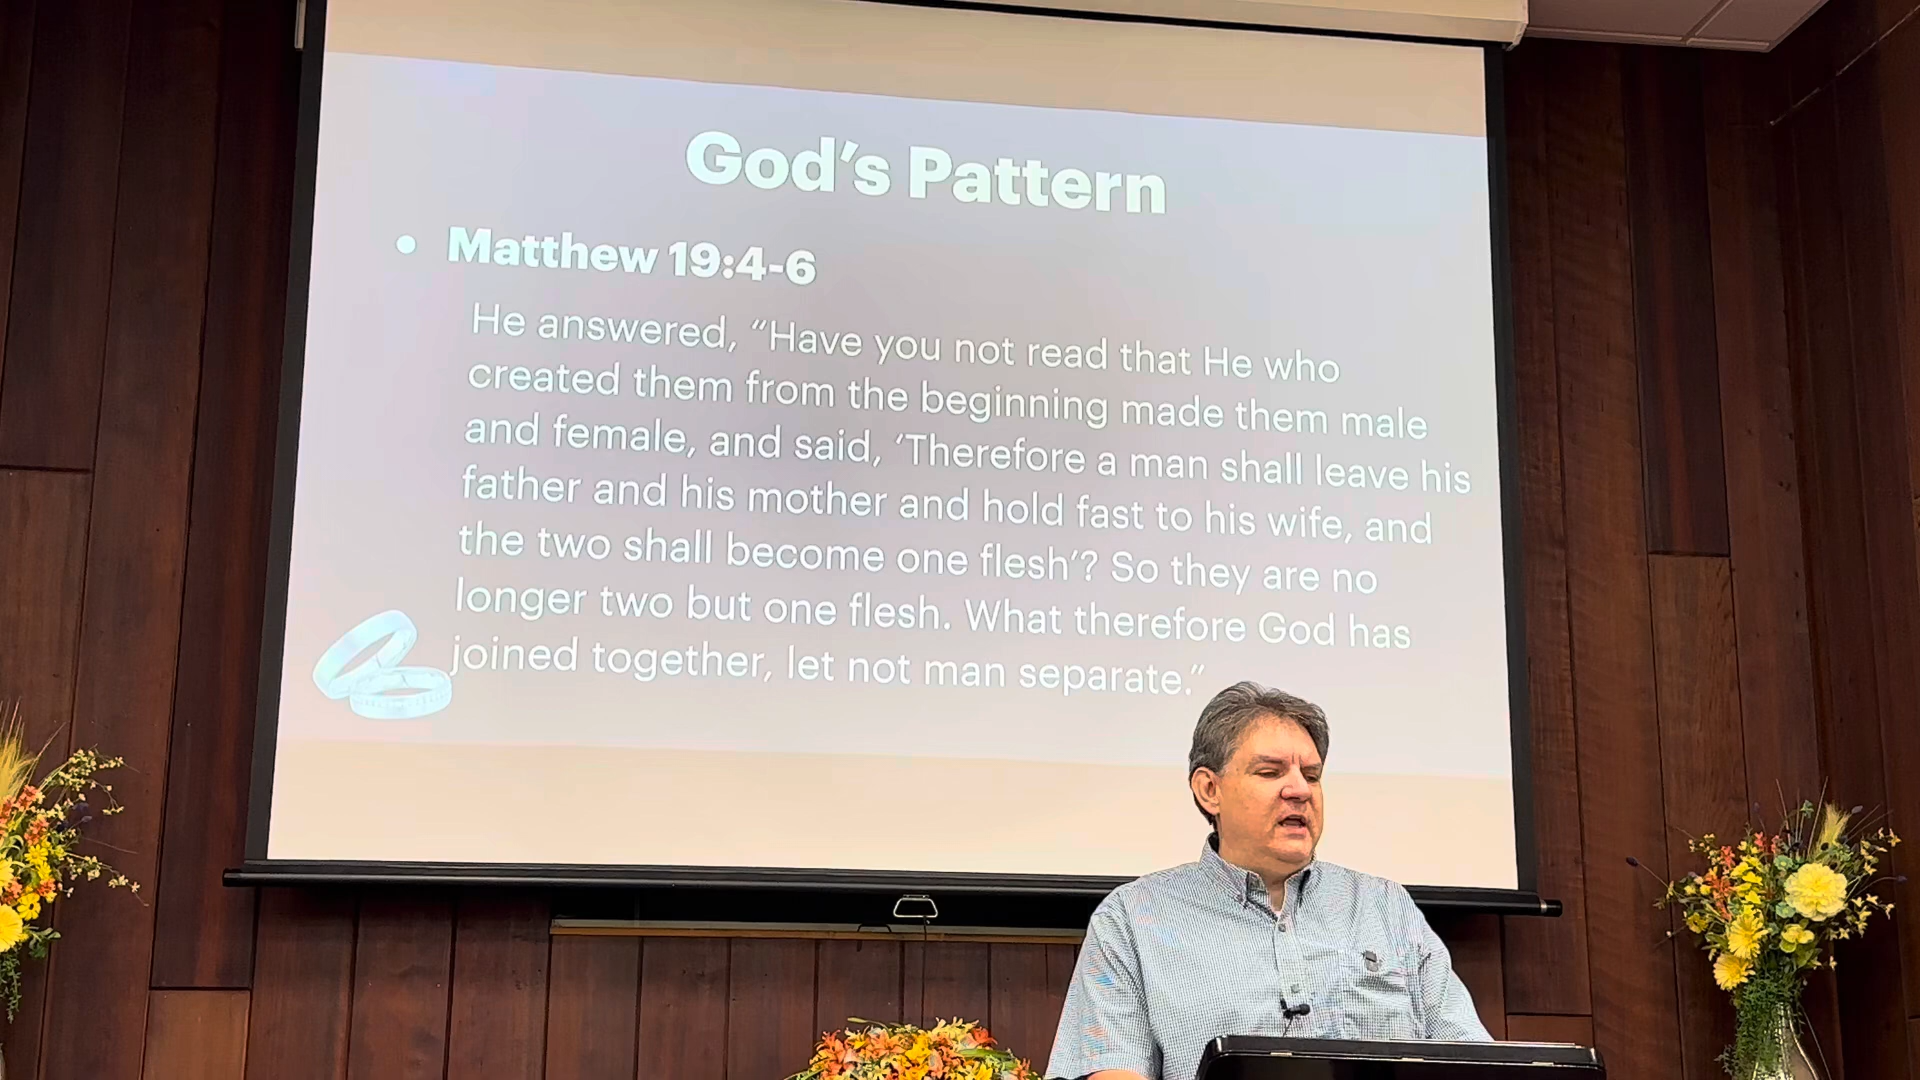 God’s Pattern
• Matthew 19:4-6
He answered, “Have you not read that He who
created them from the beginning made them male
and female, and said, ‘Therefore a man shall leave his
father and his mother and hold fast to his wife, and
the two shall become one flesh’? So they are no
longer two but one flesh. What therefore God has
joined together, let not man separate.”